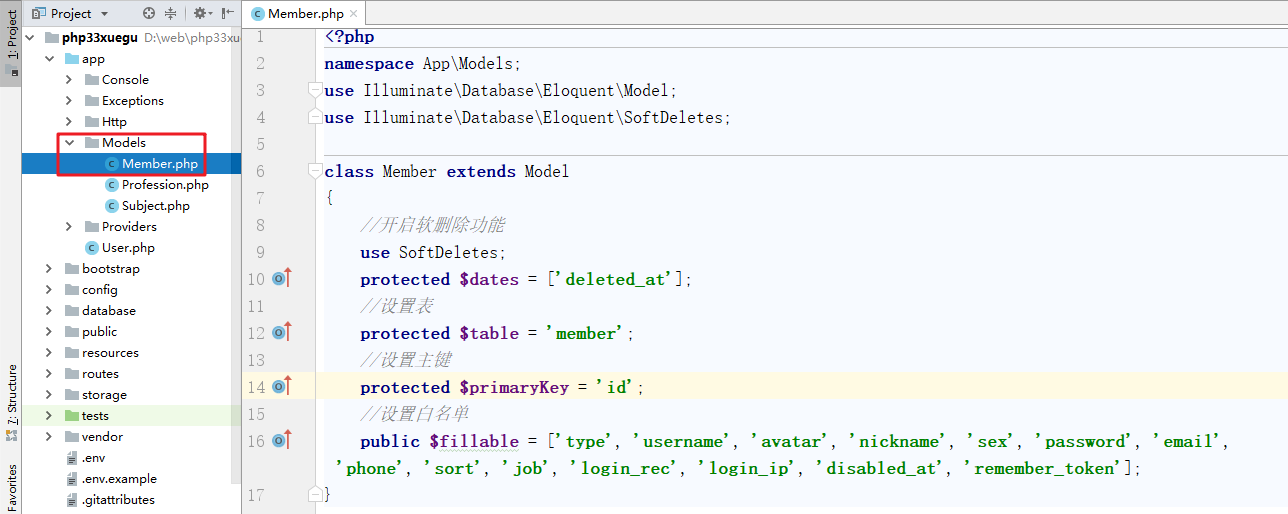 Project
Member.php
1: Project
7: Structure
Favorites
php33xuegu D:\web\php33xu
app
Console
Exceptions
Http
Models
Member.php
Profession.php
Subject.php
Providers
User.php
bootstrap
config
database
public
resources
routes
storage
tests
vendor
.env
.env.example
.gitattributes
1 <?php
2 namespace App\Models;
3 use Illuminate\Database\Eloquent\Model;
4 use Illuminate\Database\Eloquent\SoftDeletes;
5
6 class Member extends Model
7 {
8 //开启软删除功能
9 use SoftDeletes;
10 protected $dates = ['deleted_at'];
11 //设置表
12 protected $table = 'member';
13 //设置主键
14 protected $primaryKey = 'id';
15 //设置白名单
16 public $fillable = ['type', 'username', 'avatar', 'nickname', 'sex', 'password', 'email',
'phone', 'sort', 'job', 'login_rec', 'login_ip', 'disabled_at', 'remember_token'];
17 }